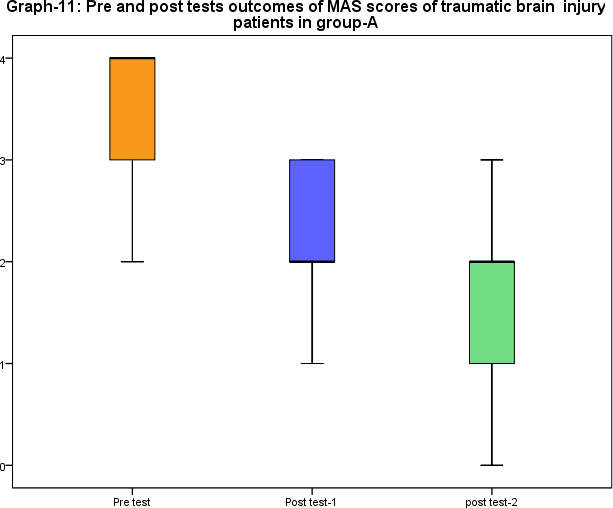 Graph-11: Pre and post tests outcomes of MAS scores of traumatic brain injury
patients in group-A
4
3
2
1
0
Pre test
Post test-1
post test-2